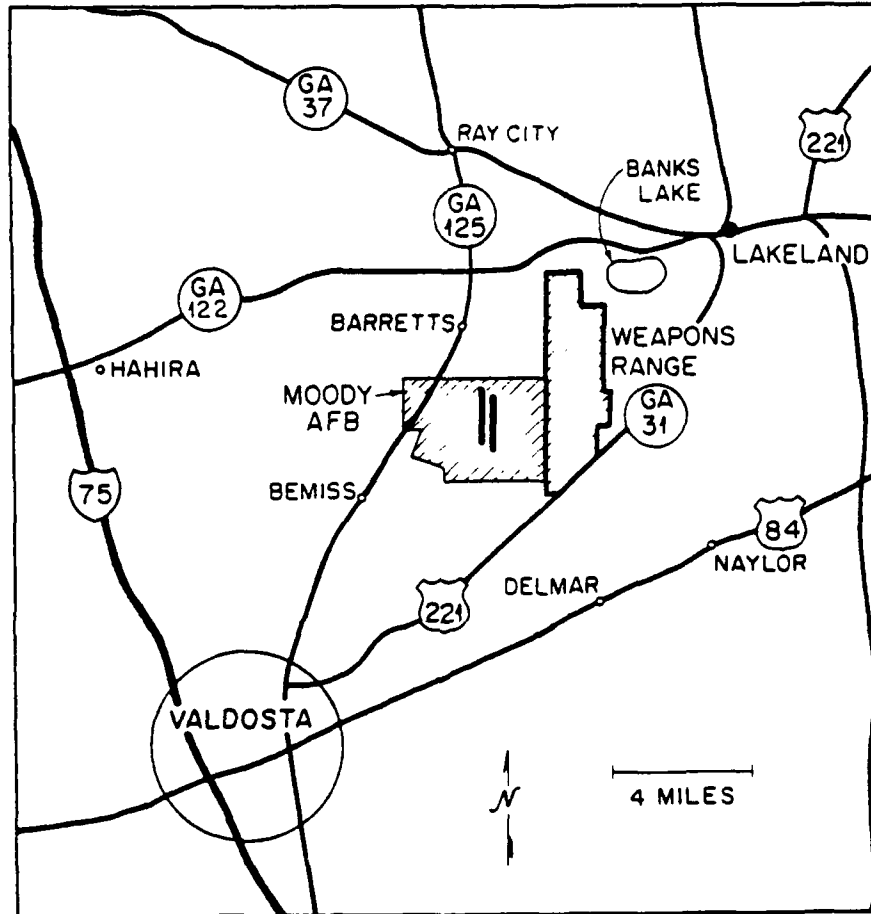 GA
37
RAY CITY
221
BANKS
LAKE
GA
125
LAKELAND
GA
122
BARRETTS
WEAPONS
RANGE
HAHIRA
MOODY
AFB
GA
31
75
BEMISS
84
NAYLOR
DELMAR
221
VALDOSTA
N
4 MILES